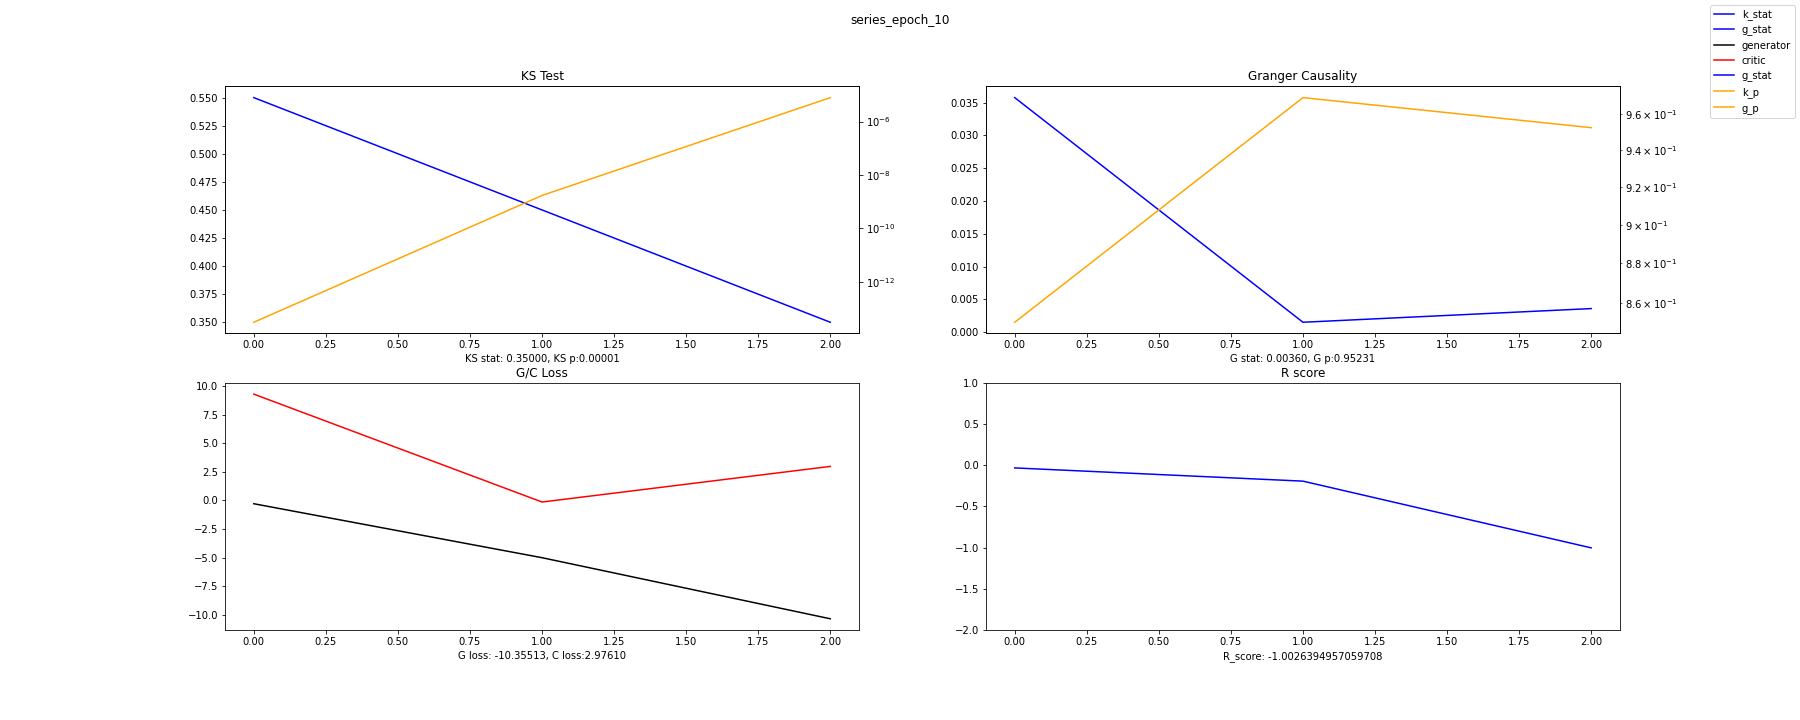 series_epoch_10
k_stat
g_stat
generator
critic
g_stat
k_p
g_p
KS Test
0.550
0.525
0.500
0.475
0.450
0.425
0.400
0.375
0.350
10⁻⁶
10⁻⁸
10⁻¹⁰
10⁻¹²
0.00 0.25 0.50 0.75 1.00 1.25 1.50 1.75 2.00
KS stat: 0.35000, KS p:0.00001
Granger Causality
0.035
0.030
0.025
0.020
0.015
0.010
0.005
0.000
9.6 × 10⁻¹
9.4 × 10⁻¹
9.2 × 10⁻¹
9 × 10⁻¹
8.8 × 10⁻¹
8.6 × 10⁻¹
0.00 0.25 0.50 0.75 1.00 1.25 1.50 1.75 2.00
G stat: 0.00360, G p:0.95231
G/C Loss
10.0
7.5
5.0
2.5
0.0
−2.5
−5.0
−7.5
−10.0
0.00 0.25 0.50 0.75 1.00 1.25 1.50 1.75 2.00
G loss: -10.35513, C loss:2.97610
R score
1.0
0.5
0.0
−0.5
−1.0
−1.5
−2.0
0.00 0.25 0.50 0.75 1.00 1.25 1.50 1.75 2.00
R_score: -1.0026394957059708